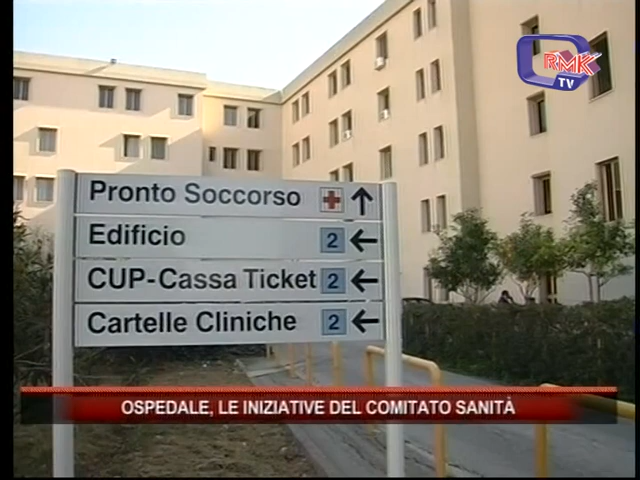 RMK
TV
Pronto Soccorso
Edificio 2
CUP-Cassa Ticket 2
Cartelle Cliniche 2
OSPEDALE, LE INIZIATIVE DEL COMITATO SANITÀ